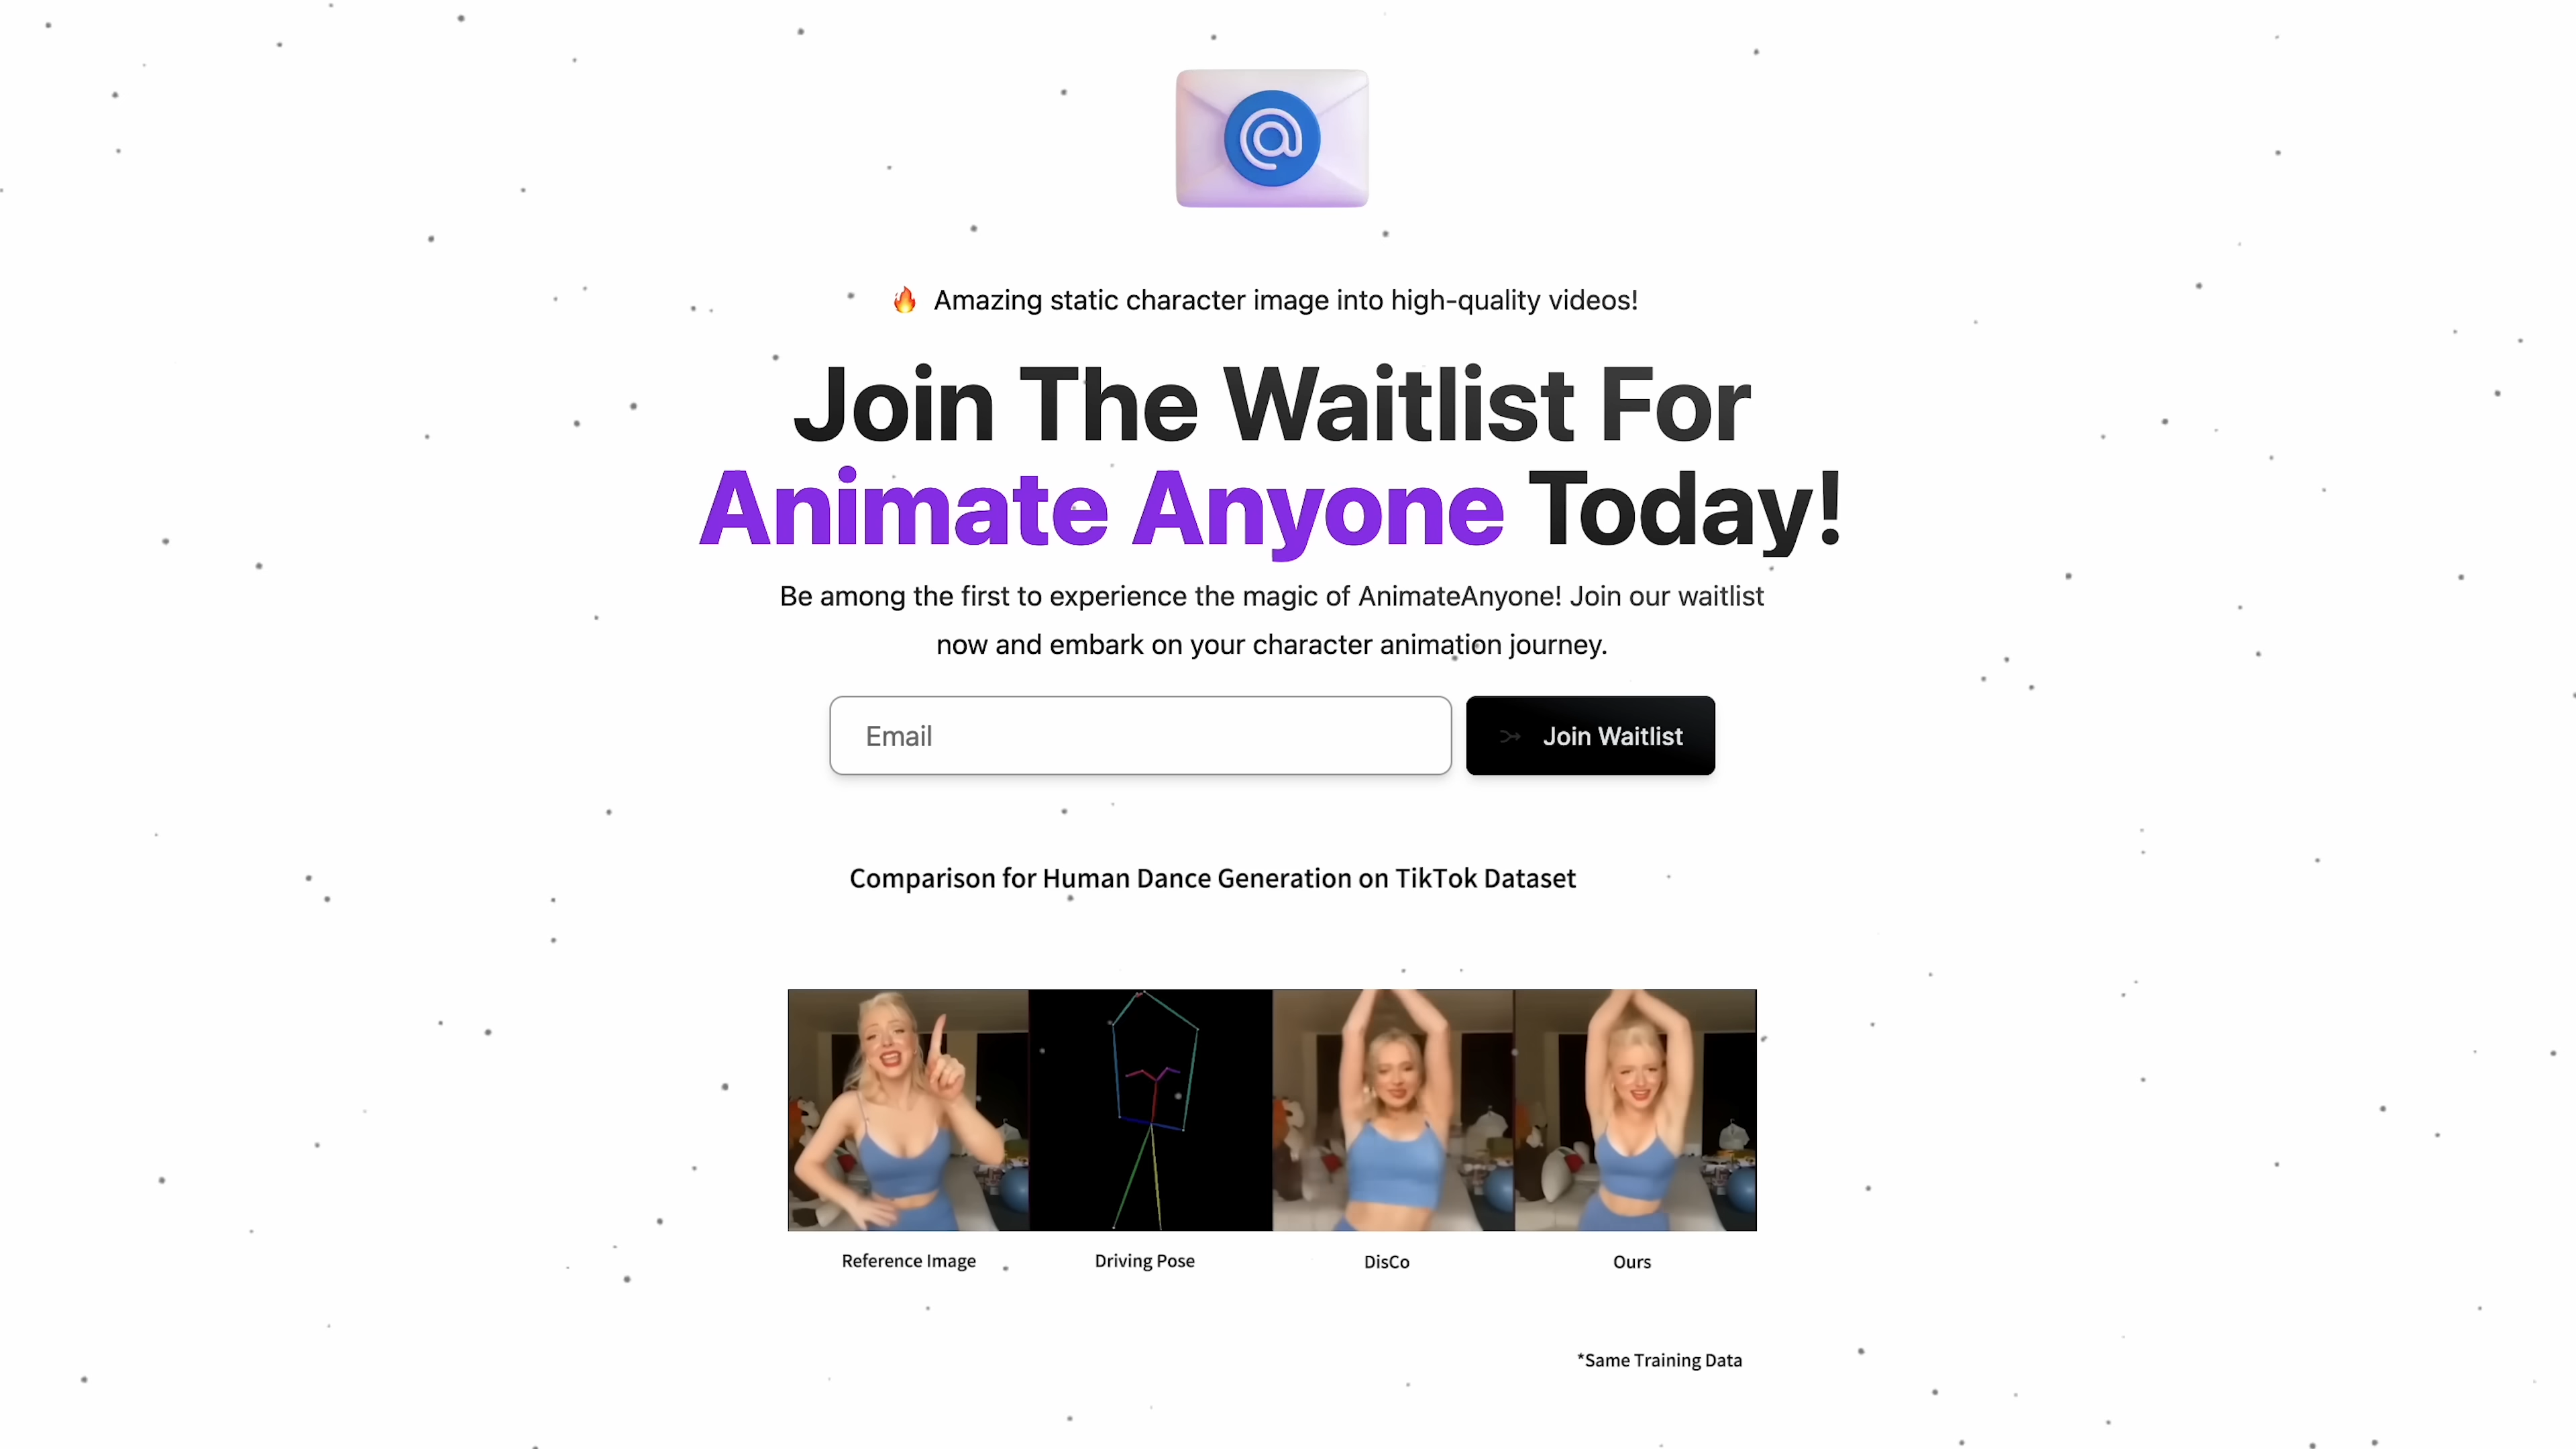 🔥 Amazing static character image into high-quality videos!
Join The Waitlist For
Animate Anyone Today!
Be among the first to experience the magic of AnimateAnyone! Join our waitlist
now and embark on your character animation journey.
Email
Join Waitlist
Comparison for Human Dance Generation on TikTok Dataset
Reference Image
Driving Pose
DisCo
Ours
*Same Training Data